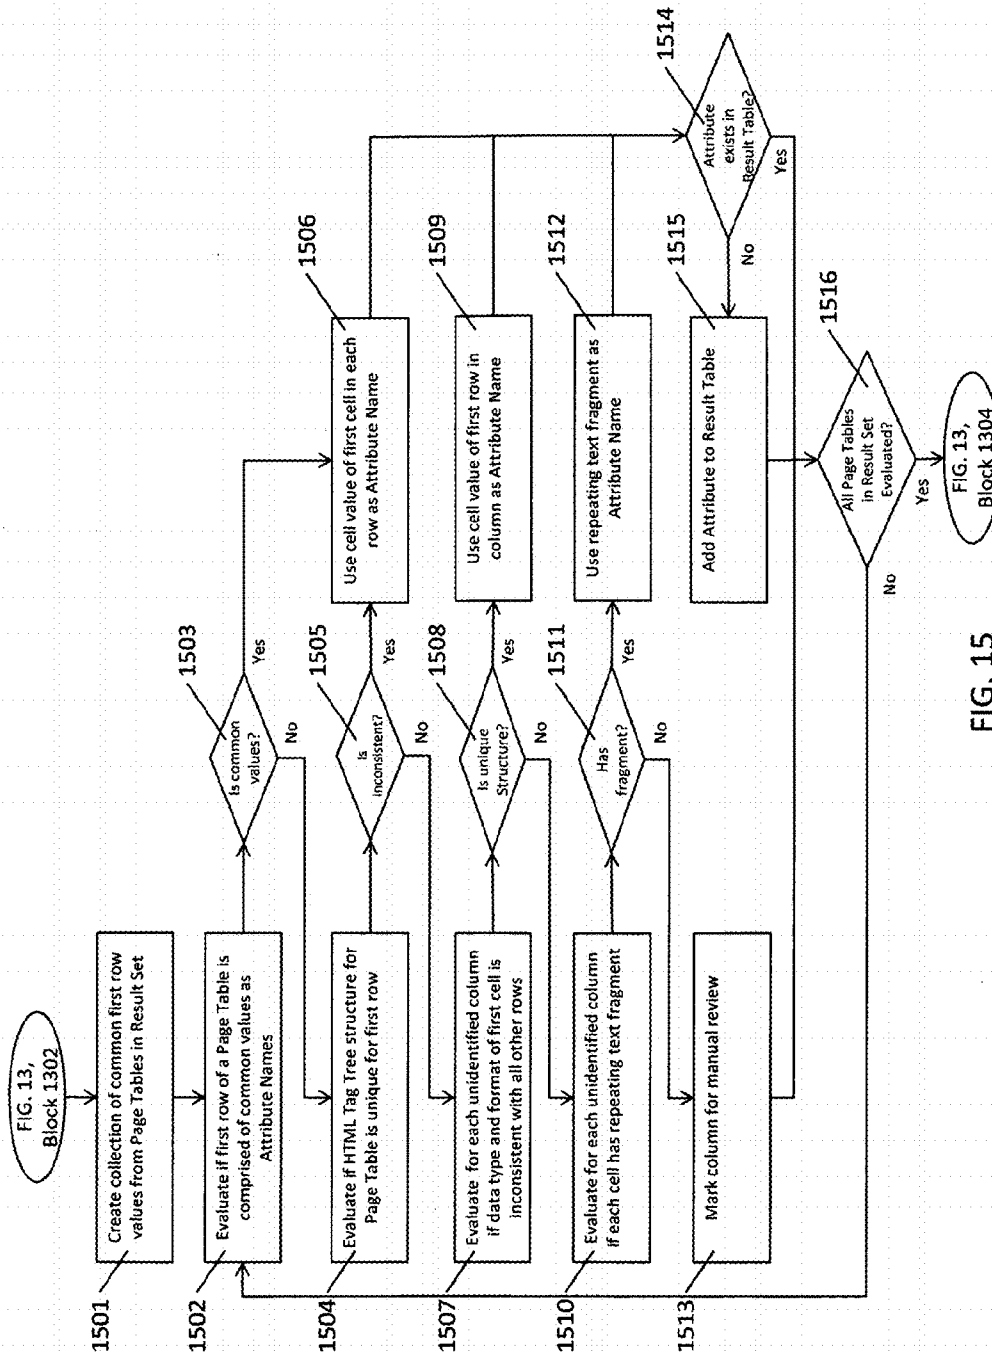 FIG. 13,
Block 1302
1501
Create collection of common first row
values from Page Tables in Result Set
1502
Evaluate if first row of a Page Table is
comprised of common values as
Attribute Names
1503
Is common
values?
Yes
No
1504
Evaluate if HTML Tag Tree structure for
Page Table is unique for first row
1505
Is
inconsistent?
Yes
No
1506
Use cell value of first cell in each
row as Attribute Name
1507
Evaluate for each unidentified column
if data type and format of first cell is
inconsistent with all other rows
1508
Is unique
Structure?
Yes
No
1509
Use cell value of first row in
column as Attribute Name
1510
Evaluate for each unidentified column
if each cell has repeating text fragment
1511
Has
fragment?
Yes
No
1512
Use repeating text fragment as
Attribute Name
1513
Mark column for manual review
1514
Attribute
exists in
Result Table?
Yes
No
1515
Add Attribute to Result Table
1516
All Page Tables
in Result Set
Evaluated?
Yes
No
FIG. 13,
Block 1304
FIG. 15